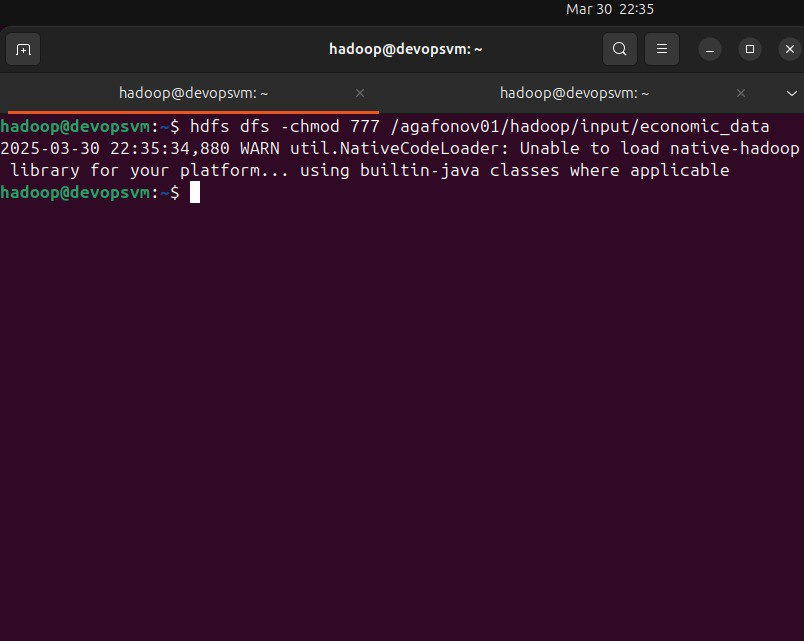 Mar 30 22:35
hadoop@devopsvm: ~
hadoop@devopsvm: ~
hadoop@devopsvm: ~
hadoop@devopsvm:~$ hdfs dfs -chmod 777 /agafonov01/hadoop/input/economic_data
2025-03-30 22:35:34,880 WARN util.NativeCodeLoader: Unable to load native-hadoop
library for your platform... using builtin-java classes where applicable
hadoop@devopsvm:~$